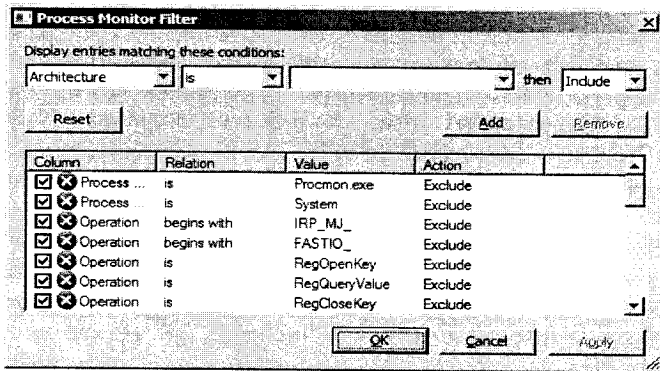 Process Monitor Filter
Display entries matching these conditions:
Architecture is then Include
Reset Add Remove
Column Relation Value Action
Process ... is Procmon.exe Exclude
Process ... is System Exclude
Operation begins with IRP_MJ_ Exclude
Operation begins with FASTIO_ Exclude
Operation is RegOpenKey Exclude
Operation is RegQueryValue Exclude
Operation is RegCloseKey Exclude
OK Cancel Apply